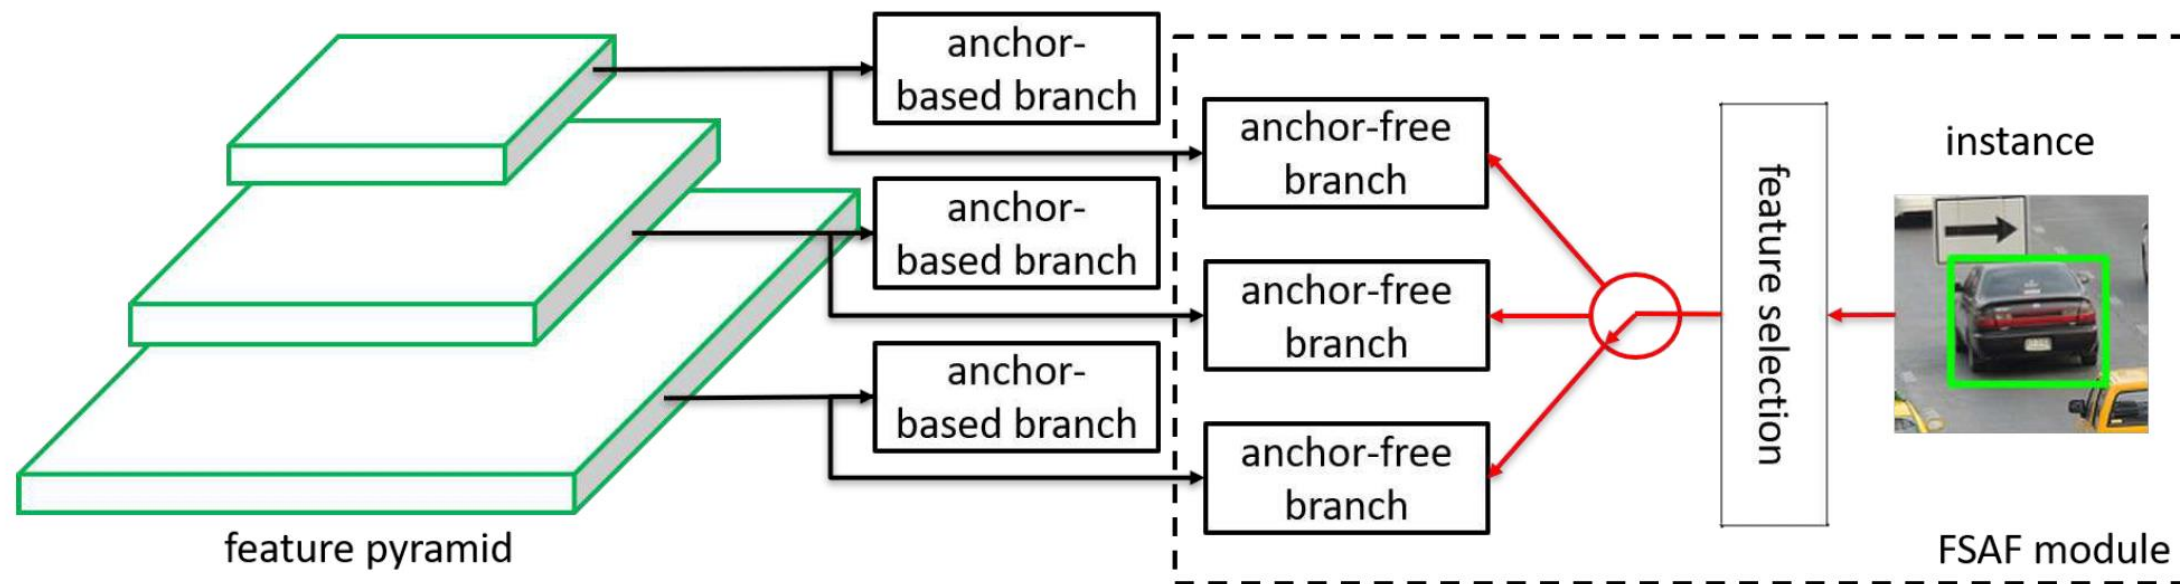 anchor-
based branch
anchor-free
branch
anchor-
based branch
anchor-free
branch
anchor-
based branch
anchor-free
branch
feature selection
instance
feature pyramid
FSAF module